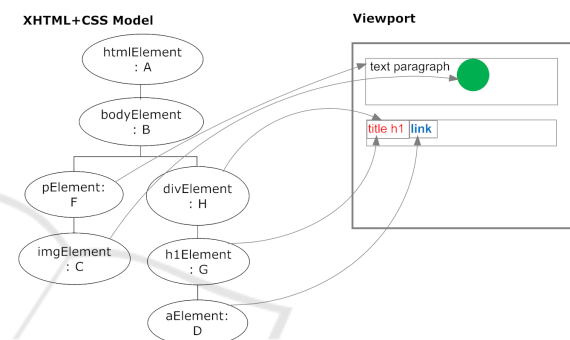 XHTML+CSS Model
Viewport
htmlElement
: A
bodyElement
: B
pElement:
F
divElement
: H
imgElement
: C
h1Element
: G
aElement:
D
text paragraph
title h1 link